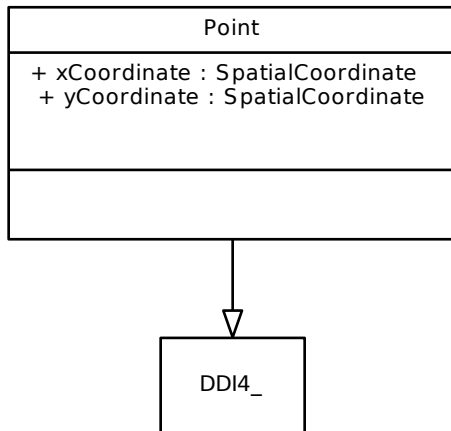 Point
+ xCoordinate : SpatialCoordinate
+ yCoordinate : SpatialCoordinate
DDI4_